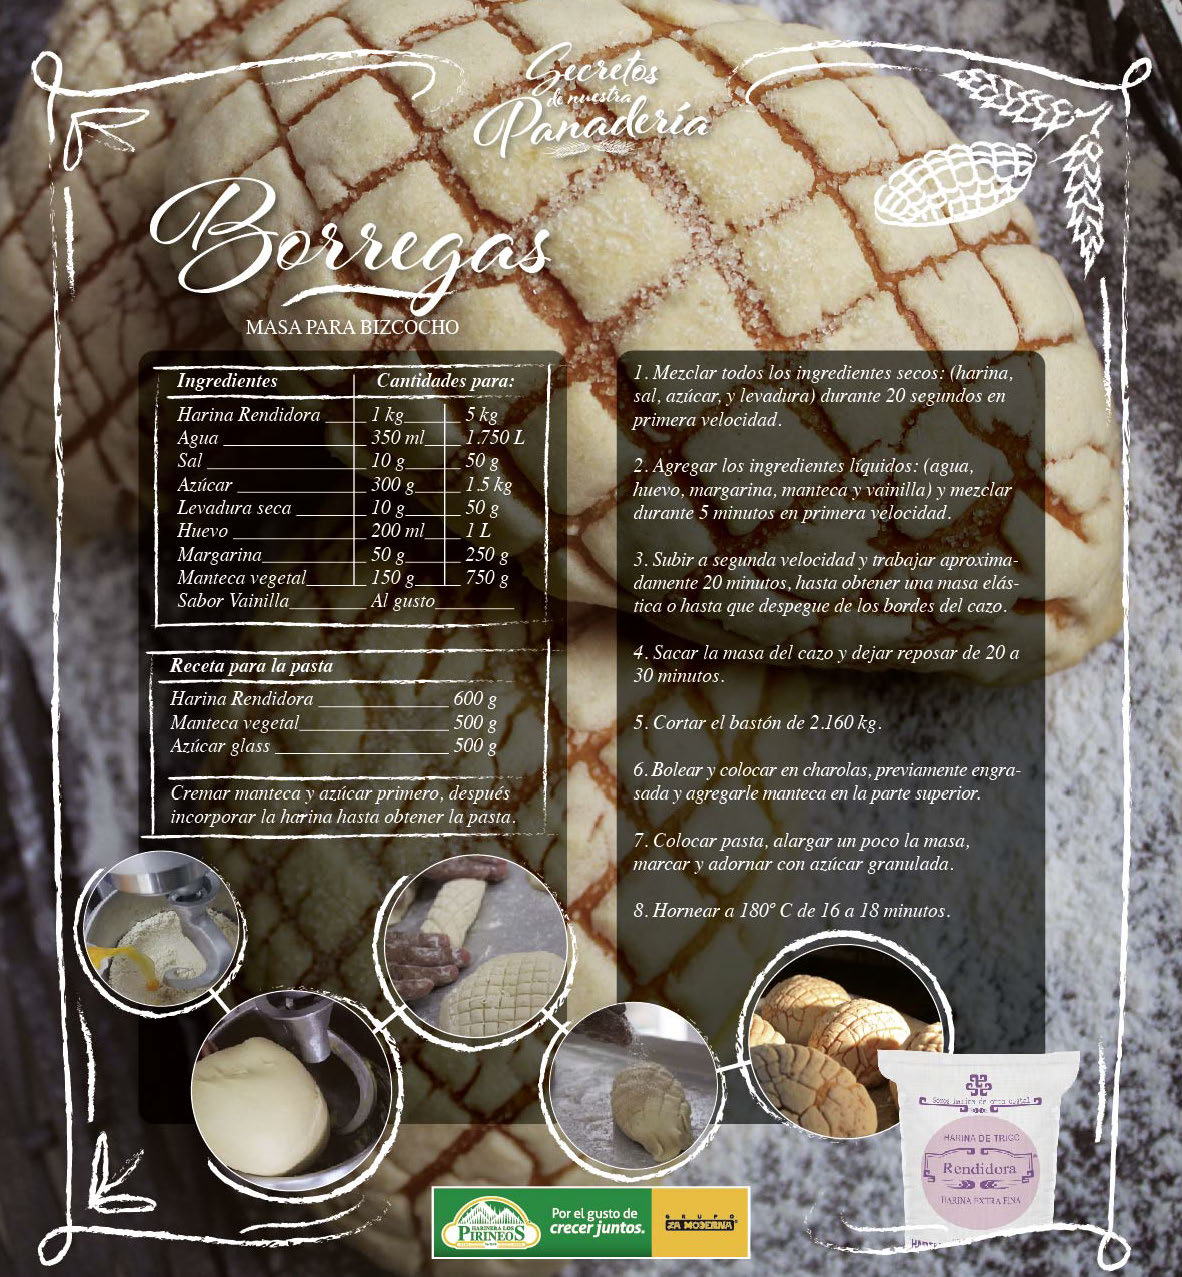 Secretos
de nuestra
Panadería
Borregas
MASA PARA BIZCOCHO
Ingredientes Cantidades para:
Harina Rendidora 1 kg 5 kg
Agua 350 ml 1.750 L
Sal 10 g 50 g
Azúcar 300 g 1.5 kg
Levadura seca 10 g 50 g
Huevo 200 ml 1 L
Margarina 50 g 250 g
Manteca vegetal 150 g 750 g
Sabor Vainilla Al gusto
Receta para la pasta
Harina Rendidora 600 g
Manteca vegetal 500 g
Azúcar glass 500 g
Cremar manteca y azúcar primero, después
incorporar la harina hasta obtener la pasta.
1. Mezclar todos los ingredientes secos: (harina,
sal, azúcar, y levadura) durante 20 segundos en
primera velocidad.
2. Agregar los ingredientes líquidos: (agua,
huevo, margarina, manteca y vainilla) y mezclar
durante 5 minutos en primera velocidad.
3. Subir a segunda velocidad y trabajar aproxima-
damente 20 minutos, hasta obtener una masa elás-
tica o hasta que despegue de los bordes del cazo.
4. Sacar la masa del cazo y dejar reposar de 20 a
30 minutos.
5. Cortar el bastón de 2.160 kg.
6. Bolear y colocar en charolas, previamente engra-
sada y agregarle manteca en la parte superior.
7. Colocar pasta, alargar un poco la masa,
marcar y adornar con azúcar granulada.
8. Hornear a 180º C de 16 a 18 minutos.
HARINA DE TRIGO
Rendidora
HARINA EXTRA FINA
HARINERA LOS
PIRINEOS
Por el gusto de
crecer juntos.
GRUPO
LA MODERNA